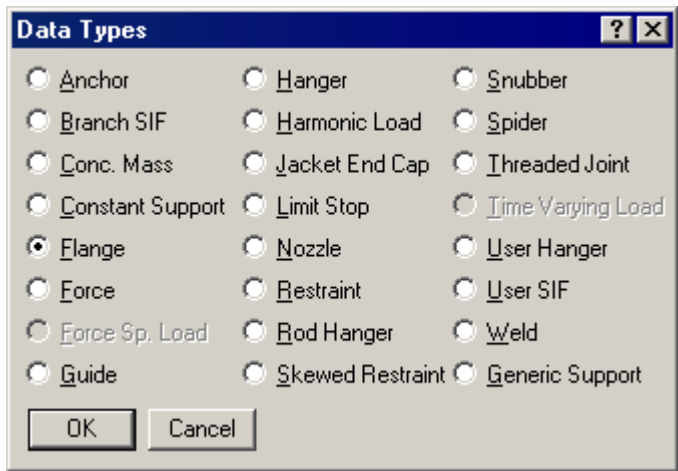 Data Types ? X
Anchor Hanger Snubber
Branch SIF Harmonic Load Spider
Conc. Mass Jacket End Cap Threaded Joint
Constant Support Limit Stop Time Varying Load
Flange Nozzle User Hanger
Force Restraint User SIF
Force Sp. Load Rod Hanger Weld
Guide Skewed Restraint Generic Support
OK Cancel